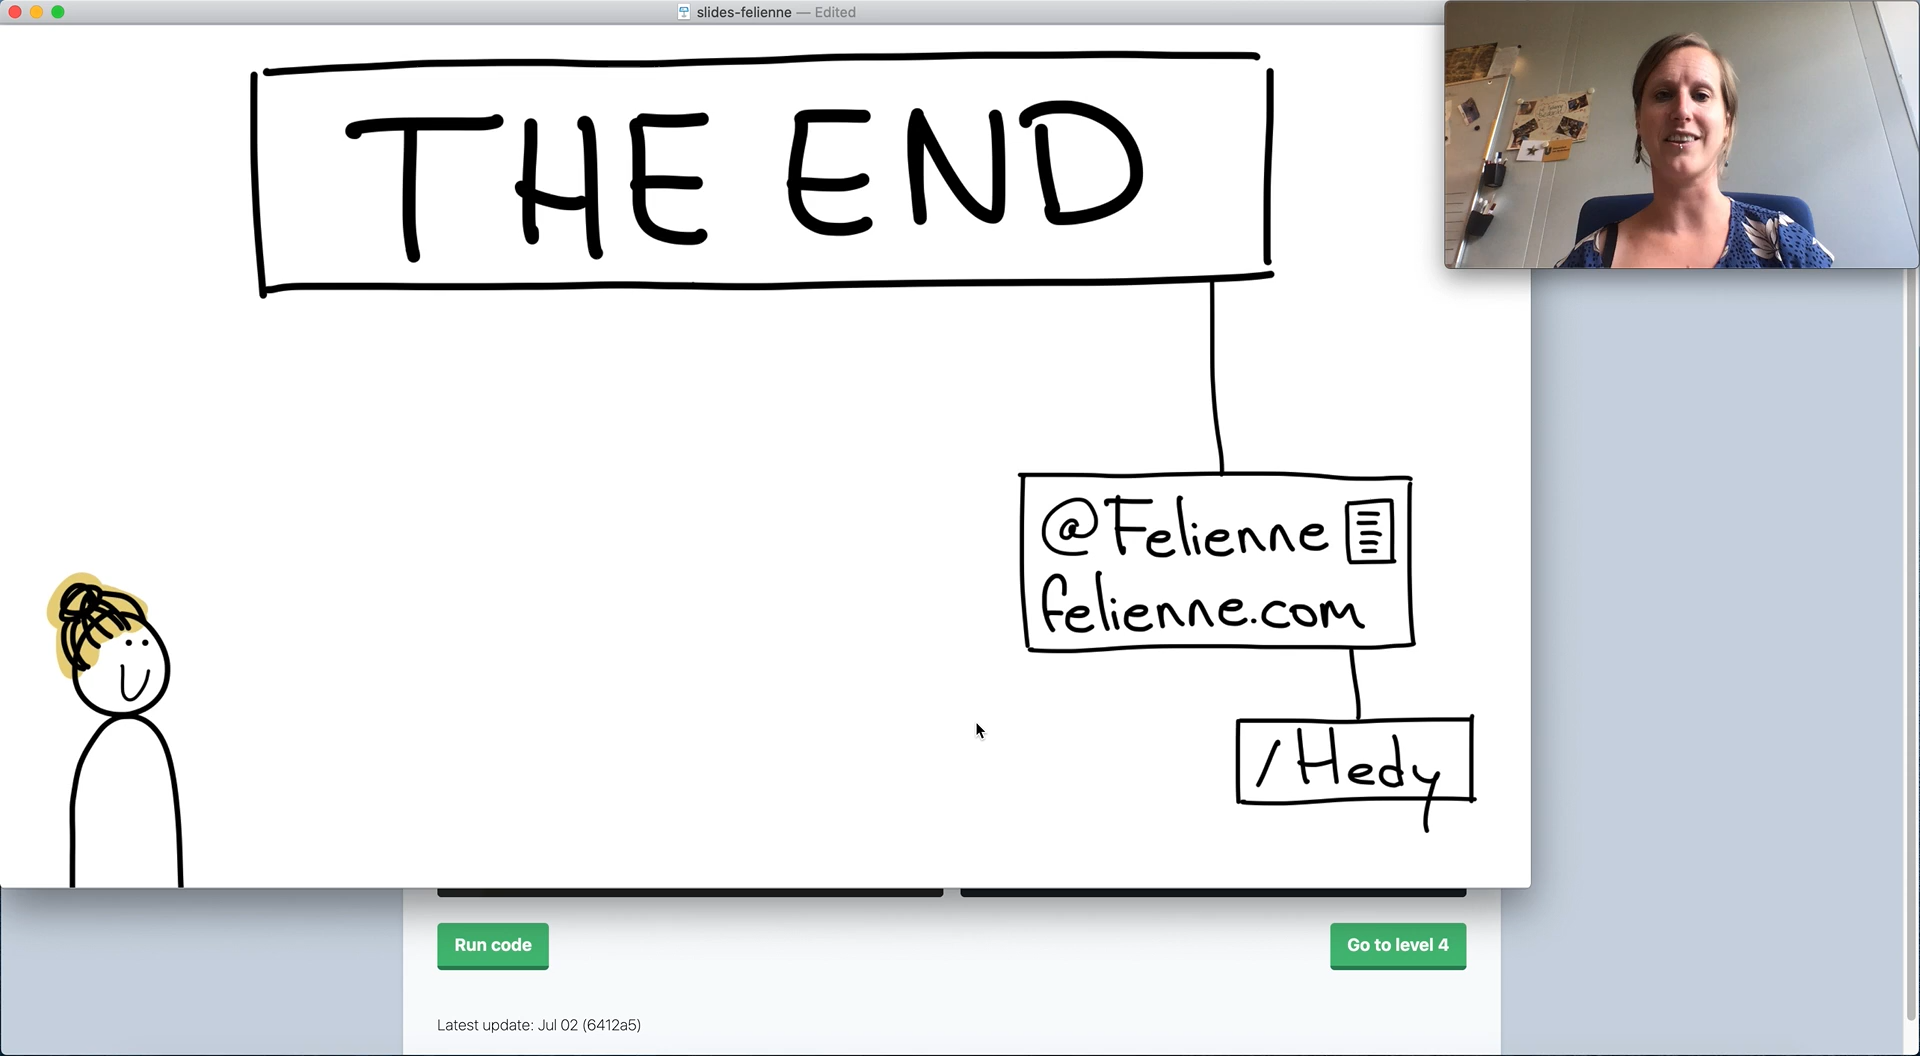 slides-felienne — Edited
THE END
@Felienne
felienne.com
/Hedy
Run code
Go to level 4
Latest update: Jul 02 (6412a5)